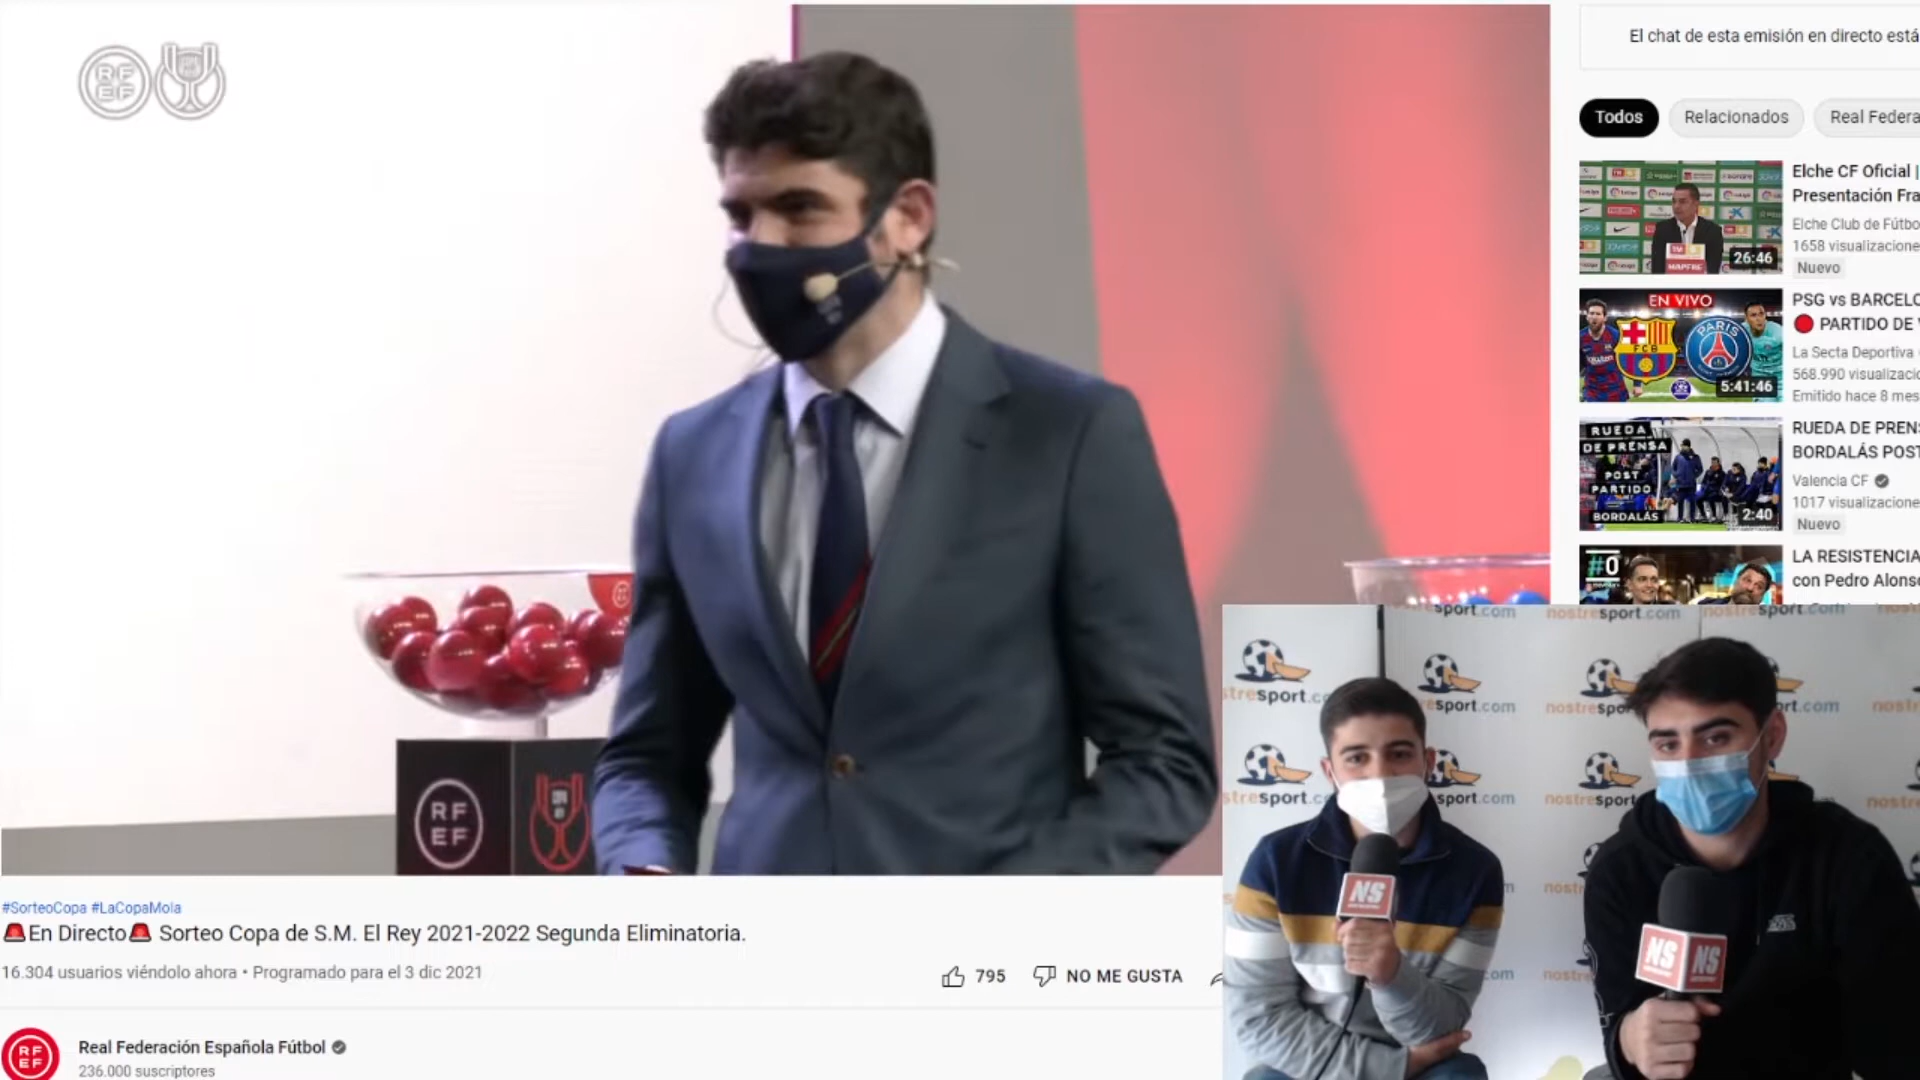 RF
EF
El chat de esta emisión en directo está
Todos
Relacionados
Real Federa
Elche CF Oficial |
Presentación Fra
Elche Club de Fútbo
1658 visualizacione
Nuevo
26:46
EN VIVO
PARIS
FCB
5:41:46
PSG vs BARCELO
PARTIDO DE
La Secta Deportiva
568.990 visualizacio
Emitido hace 8 mes
RUEDA
DE PRENSA
POST
PARTIDO
BORDALÁS
2:40
RUEDA DE PRENS
BORDALÁS POST
Valencia CF
1017 visualizacione
Nuevo
#0
LA RESISTENCIA
con Pedro Alonso
RF
EF
nostresport.com
NS
NS
NS
#SorteoCopa #LaCopaMola
En Directo Sorteo Copa de S.M. El Rey 2021-2022 Segunda Eliminatoria.
16.304 usuarios viéndolo ahora • Programado para el 3 dic 2021
795
NO ME GUSTA
RF
EF
Real Federación Española Fútbol
236.000 suscriptores